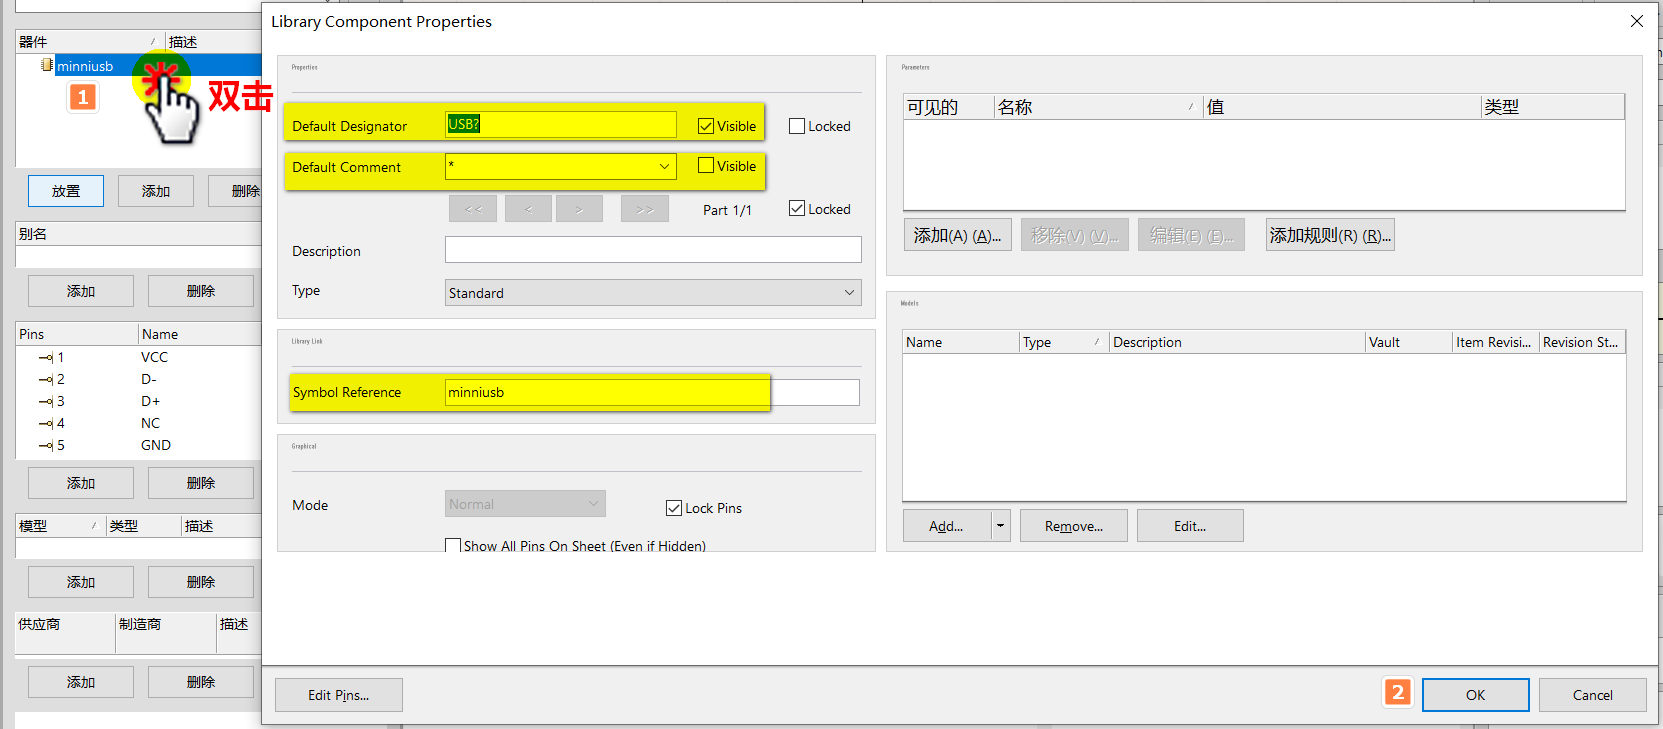 Library Component Properties
器件 描述
minniusb
1
双击
放置 添加 删除
别名
添加 删除
Pins Name
1 VCC
2 D-
3 D+
4 NC
5 GND
添加 删除
模型 类型 描述
添加 删除
供应商 制造商 描述
添加 删除
Properties
Default Designator USB? Visible Locked
Default Comment * Visible
<< < > >> Part 1/1 Locked
Description
Type Standard
Library Link
Symbol Reference minniusb
Graphical
Mode Normal Lock Pins
Show All Pins On Sheet (Even if Hidden)
Parameters
可见的 名称 值 类型
添加(A) (A)... 移除(V) (V)... 编辑(E) (E)... 添加规则(R) (R)...
Models
Name Type Description Vault Item Revisi... Revision St...
Add... Remove... Edit...
Edit Pins... 2 OK Cancel